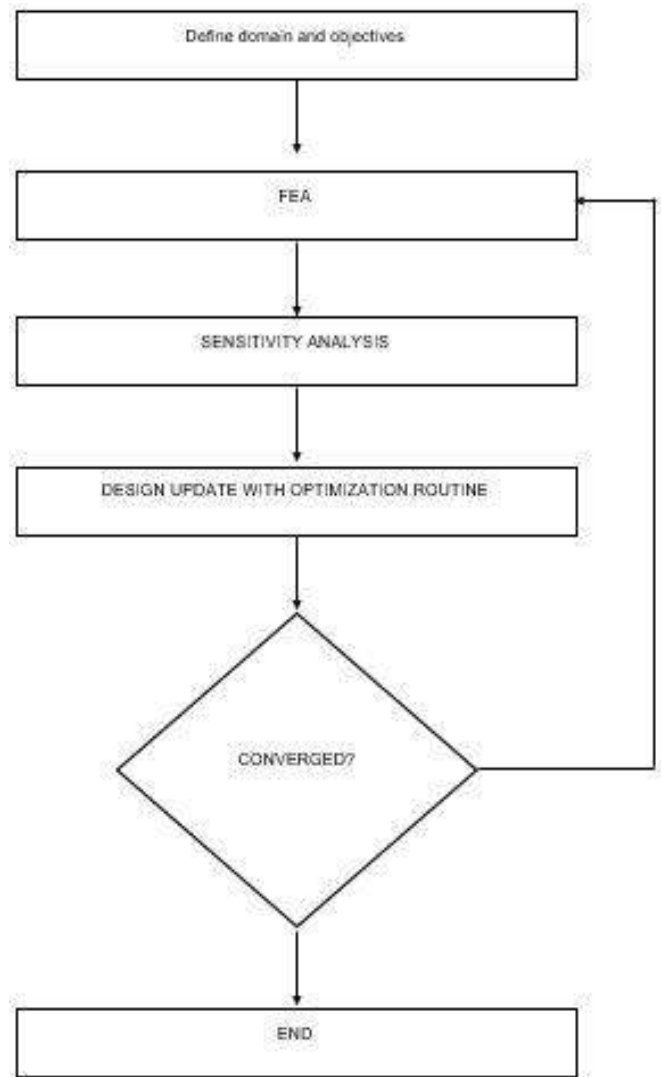 Define domain and objectives
FEA
SENSITIVITY ANALYSIS
DESIGN UPDATE WITH OPTIMIZATION ROUTINE
CONVERGED?
END